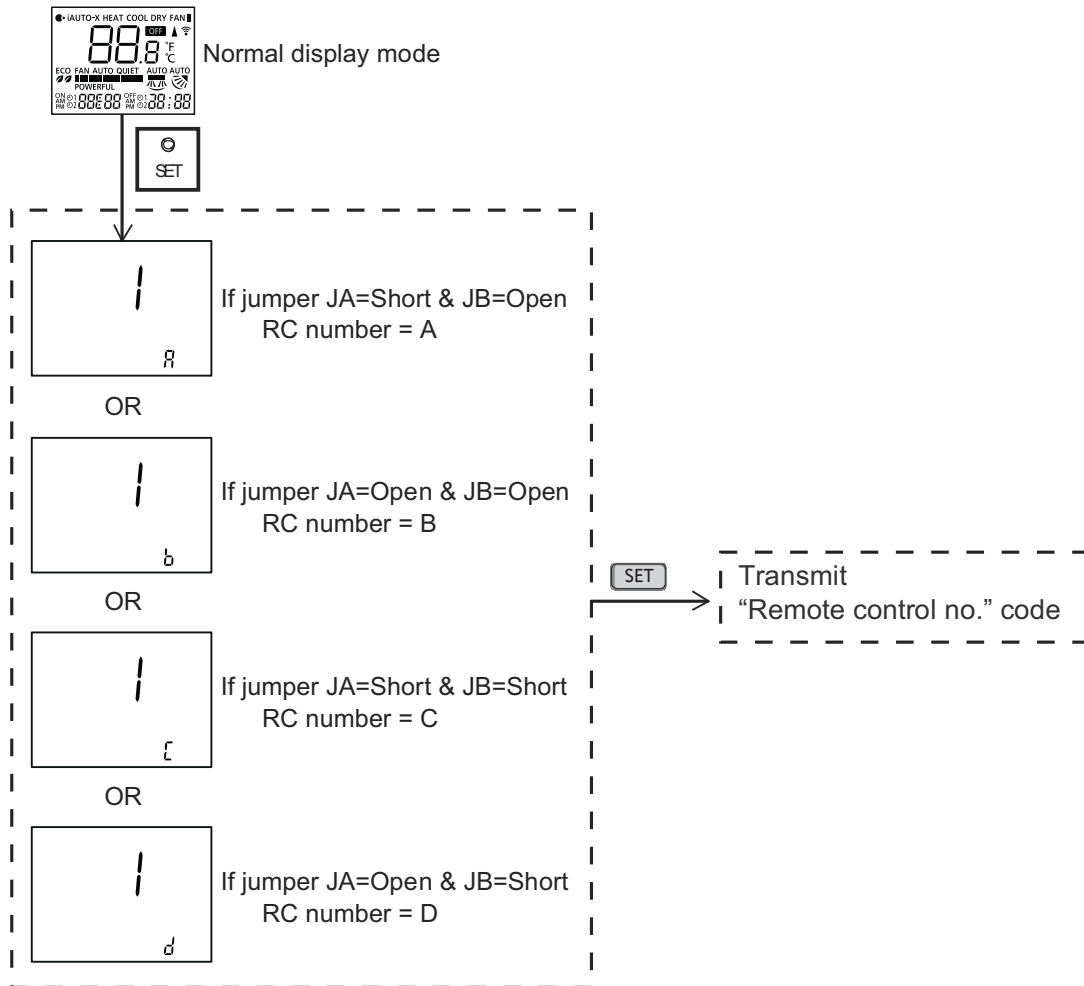 iAUTO-X HEAT COOL DRY FAN
OFF
88.8 °F
°C
Normal display mode
ECO FAN AUTO QUIET AUTO AUTO
POWERFUL
ON AM PM 1 2 88:88 OFF AM PM 1 2 88:88
SET
1
A
If jumper JA=Short & JB=Open
RC number = A
OR
1
b
If jumper JA=Open & JB=Open
RC number = B
OR
1
C
If jumper JA=Short & JB=Short
RC number = C
OR
1
d
If jumper JA=Open & JB=Short
RC number = D
SET
Transmit
“Remote control no.” code